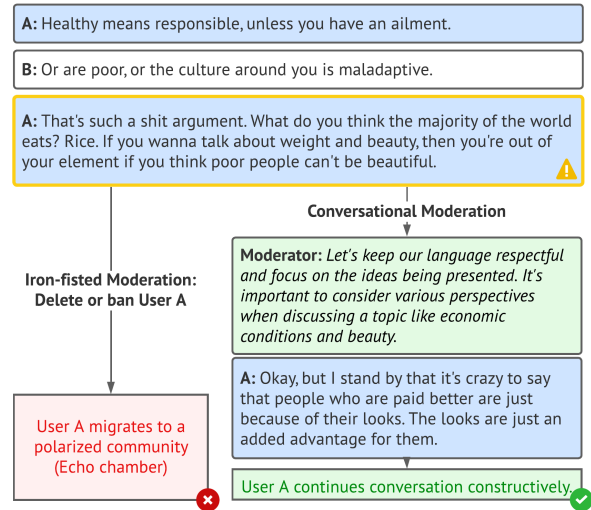 A: Healthy means responsible, unless you have an ailment.
B: Or are poor, or the culture around you is maladaptive.
A: That's such a shit argument. What do you think the majority of the world
eats? Rice. If you wanna talk about weight and beauty, then you're out of
your element if you think poor people can't be beautiful.
Conversational Moderation
Iron-fisted Moderation:
Delete or ban User A
Moderator: Let's keep our language respectful
and focus on the ideas being presented. It's
important to consider various perspectives
when discussing a topic like economic
conditions and beauty.
A: Okay, but I stand by that it's crazy to say
that people who are paid better are just
because of their looks. The looks are just an
added advantage for them.
User A migrates to a
polarized community
(Echo chamber)
User A continues conversation constructively.